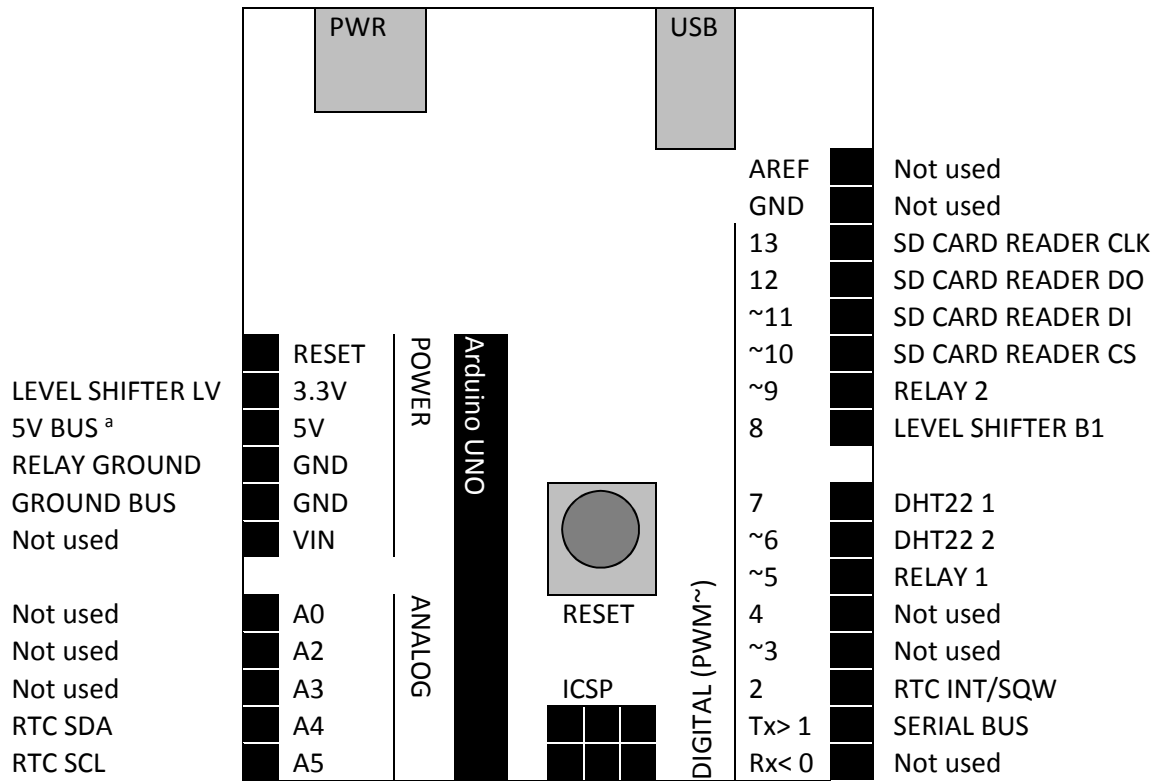 PWR USB
AREF Not used
GND Not used
13 SD CARD READER CLK
12 SD CARD READER DO
~11 SD CARD READER DI
RESET ~10 SD CARD READER CS
LEVEL SHIFTER LV 3.3V ~9 RELAY 2
5V BUS a 5V 8 LEVEL SHIFTER B1
RELAY GROUND GND
GROUND BUS GND 7 DHT22 1
Not used VIN ~6 DHT22 2
~5 RELAY 1
Not used A0 RESET 4 Not used
Not used A2 ~3 Not used
Not used A3 ICSP 2 RTC INT/SQW
RTC SDA A4 Tx> 1 SERIAL BUS
RTC SCL A5 Rx< 0 Not used
POWER
ANALOG
Arduino UNO
DIGITAL (PWM~)